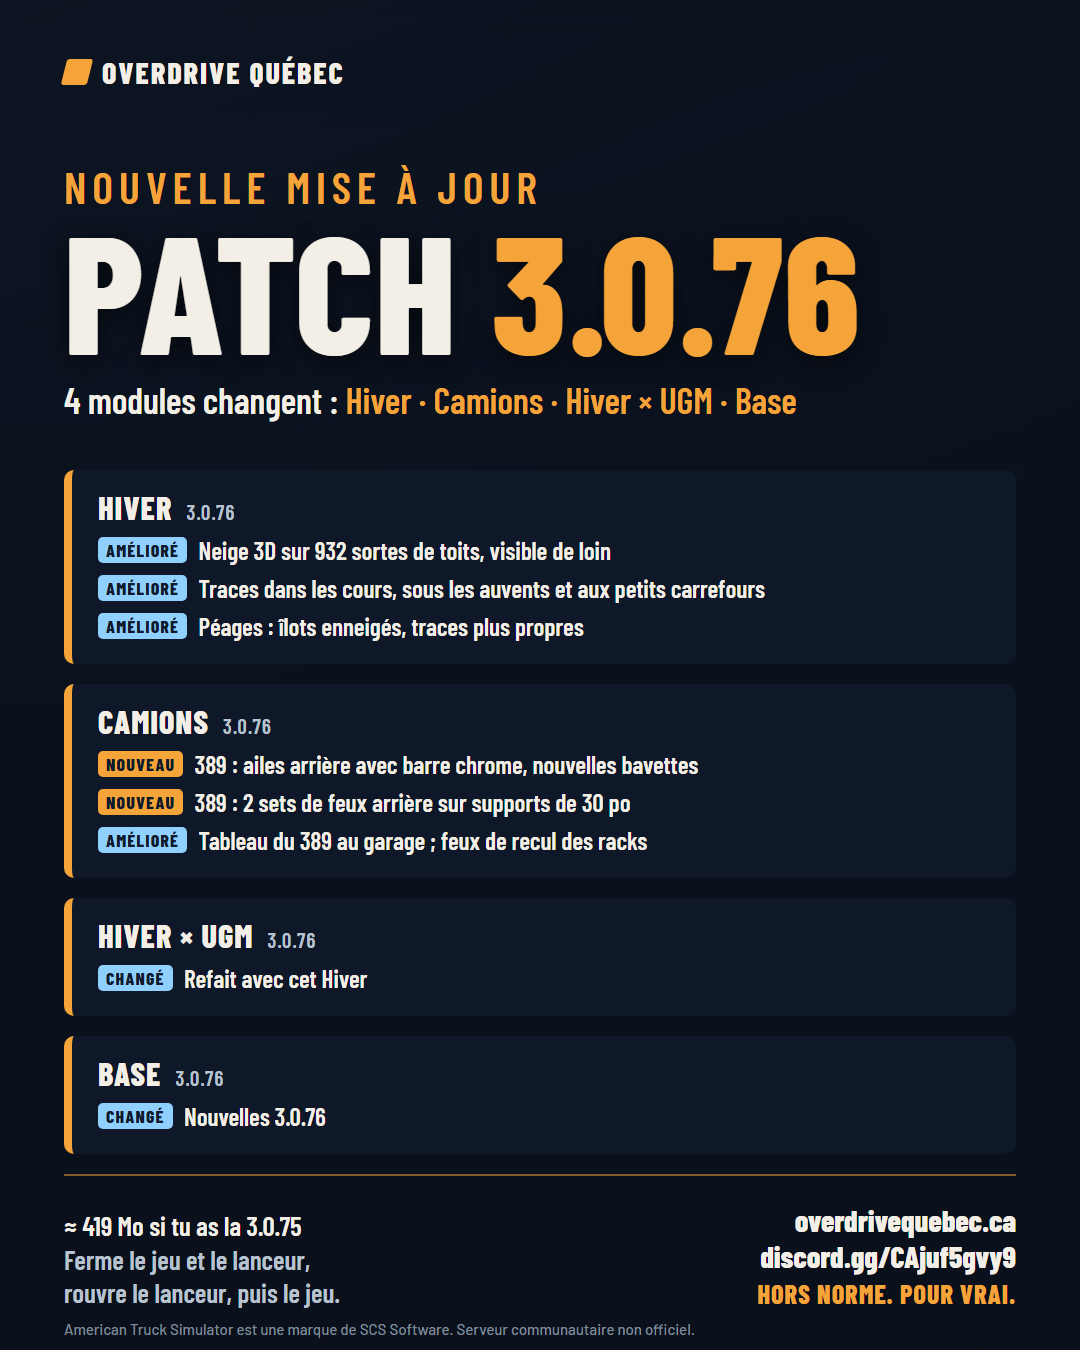 OVERDRIVE QUÉBEC
NOUVELLE MISE À JOUR
PATCH 3.0.76
4 modules changent : Hiver · Camions · Hiver × UGM · Base
HIVER 3.0.76
AMÉLIORÉ Neige 3D sur 932 sortes de toits, visible de loin
AMÉLIORÉ Traces dans les cours, sous les auvents et aux petits carrefours
AMÉLIORÉ Péages : îlots enneigés, traces plus propres
CAMIONS 3.0.76
NOUVEAU 389 : ailes arrière avec barre chrome, nouvelles bavettes
NOUVEAU 389 : 2 sets de feux arrière sur supports de 30 po
AMÉLIORÉ Tableau du 389 au garage ; feux de recul des racks
HIVER × UGM 3.0.76
CHANGÉ Refait avec cet Hiver
BASE 3.0.76
CHANGÉ Nouvelles 3.0.76
≈ 419 Mo si tu as la 3.0.75
Ferme le jeu et le lanceur,
rouvre le lanceur, puis le jeu.
overdrivequebec.ca
discord.gg/CAjuf5gvy9
HORS NORME. POUR VRAI.
American Truck Simulator est une marque de SCS Software. Serveur communautaire non officiel.